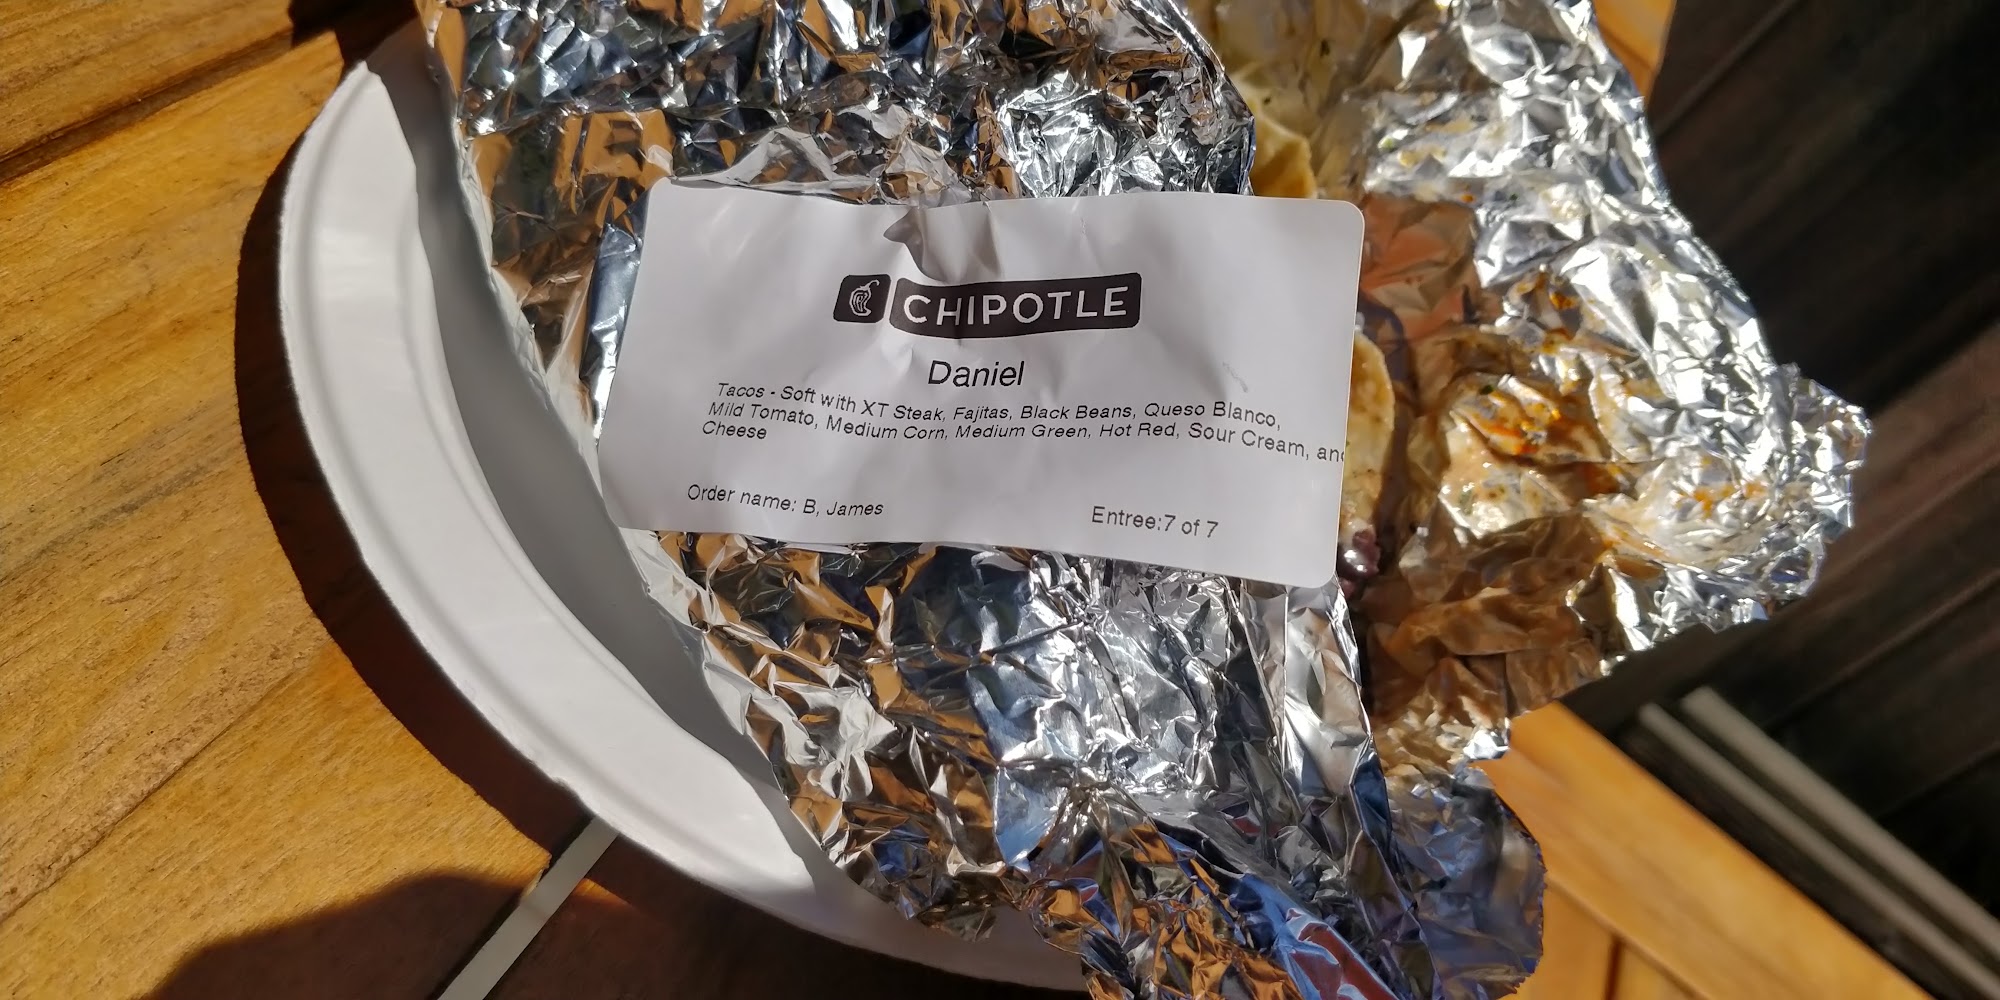 CHIPOTLE
Daniel
Tacos - Soft with XT Steak, Fajitas, Black Beans, Queso Blanco,
Mild Tomato, Medium Corn, Medium Green, Hot Red, Sour Cream, and
Cheese
Order name: B, James
Entree:7 of 7